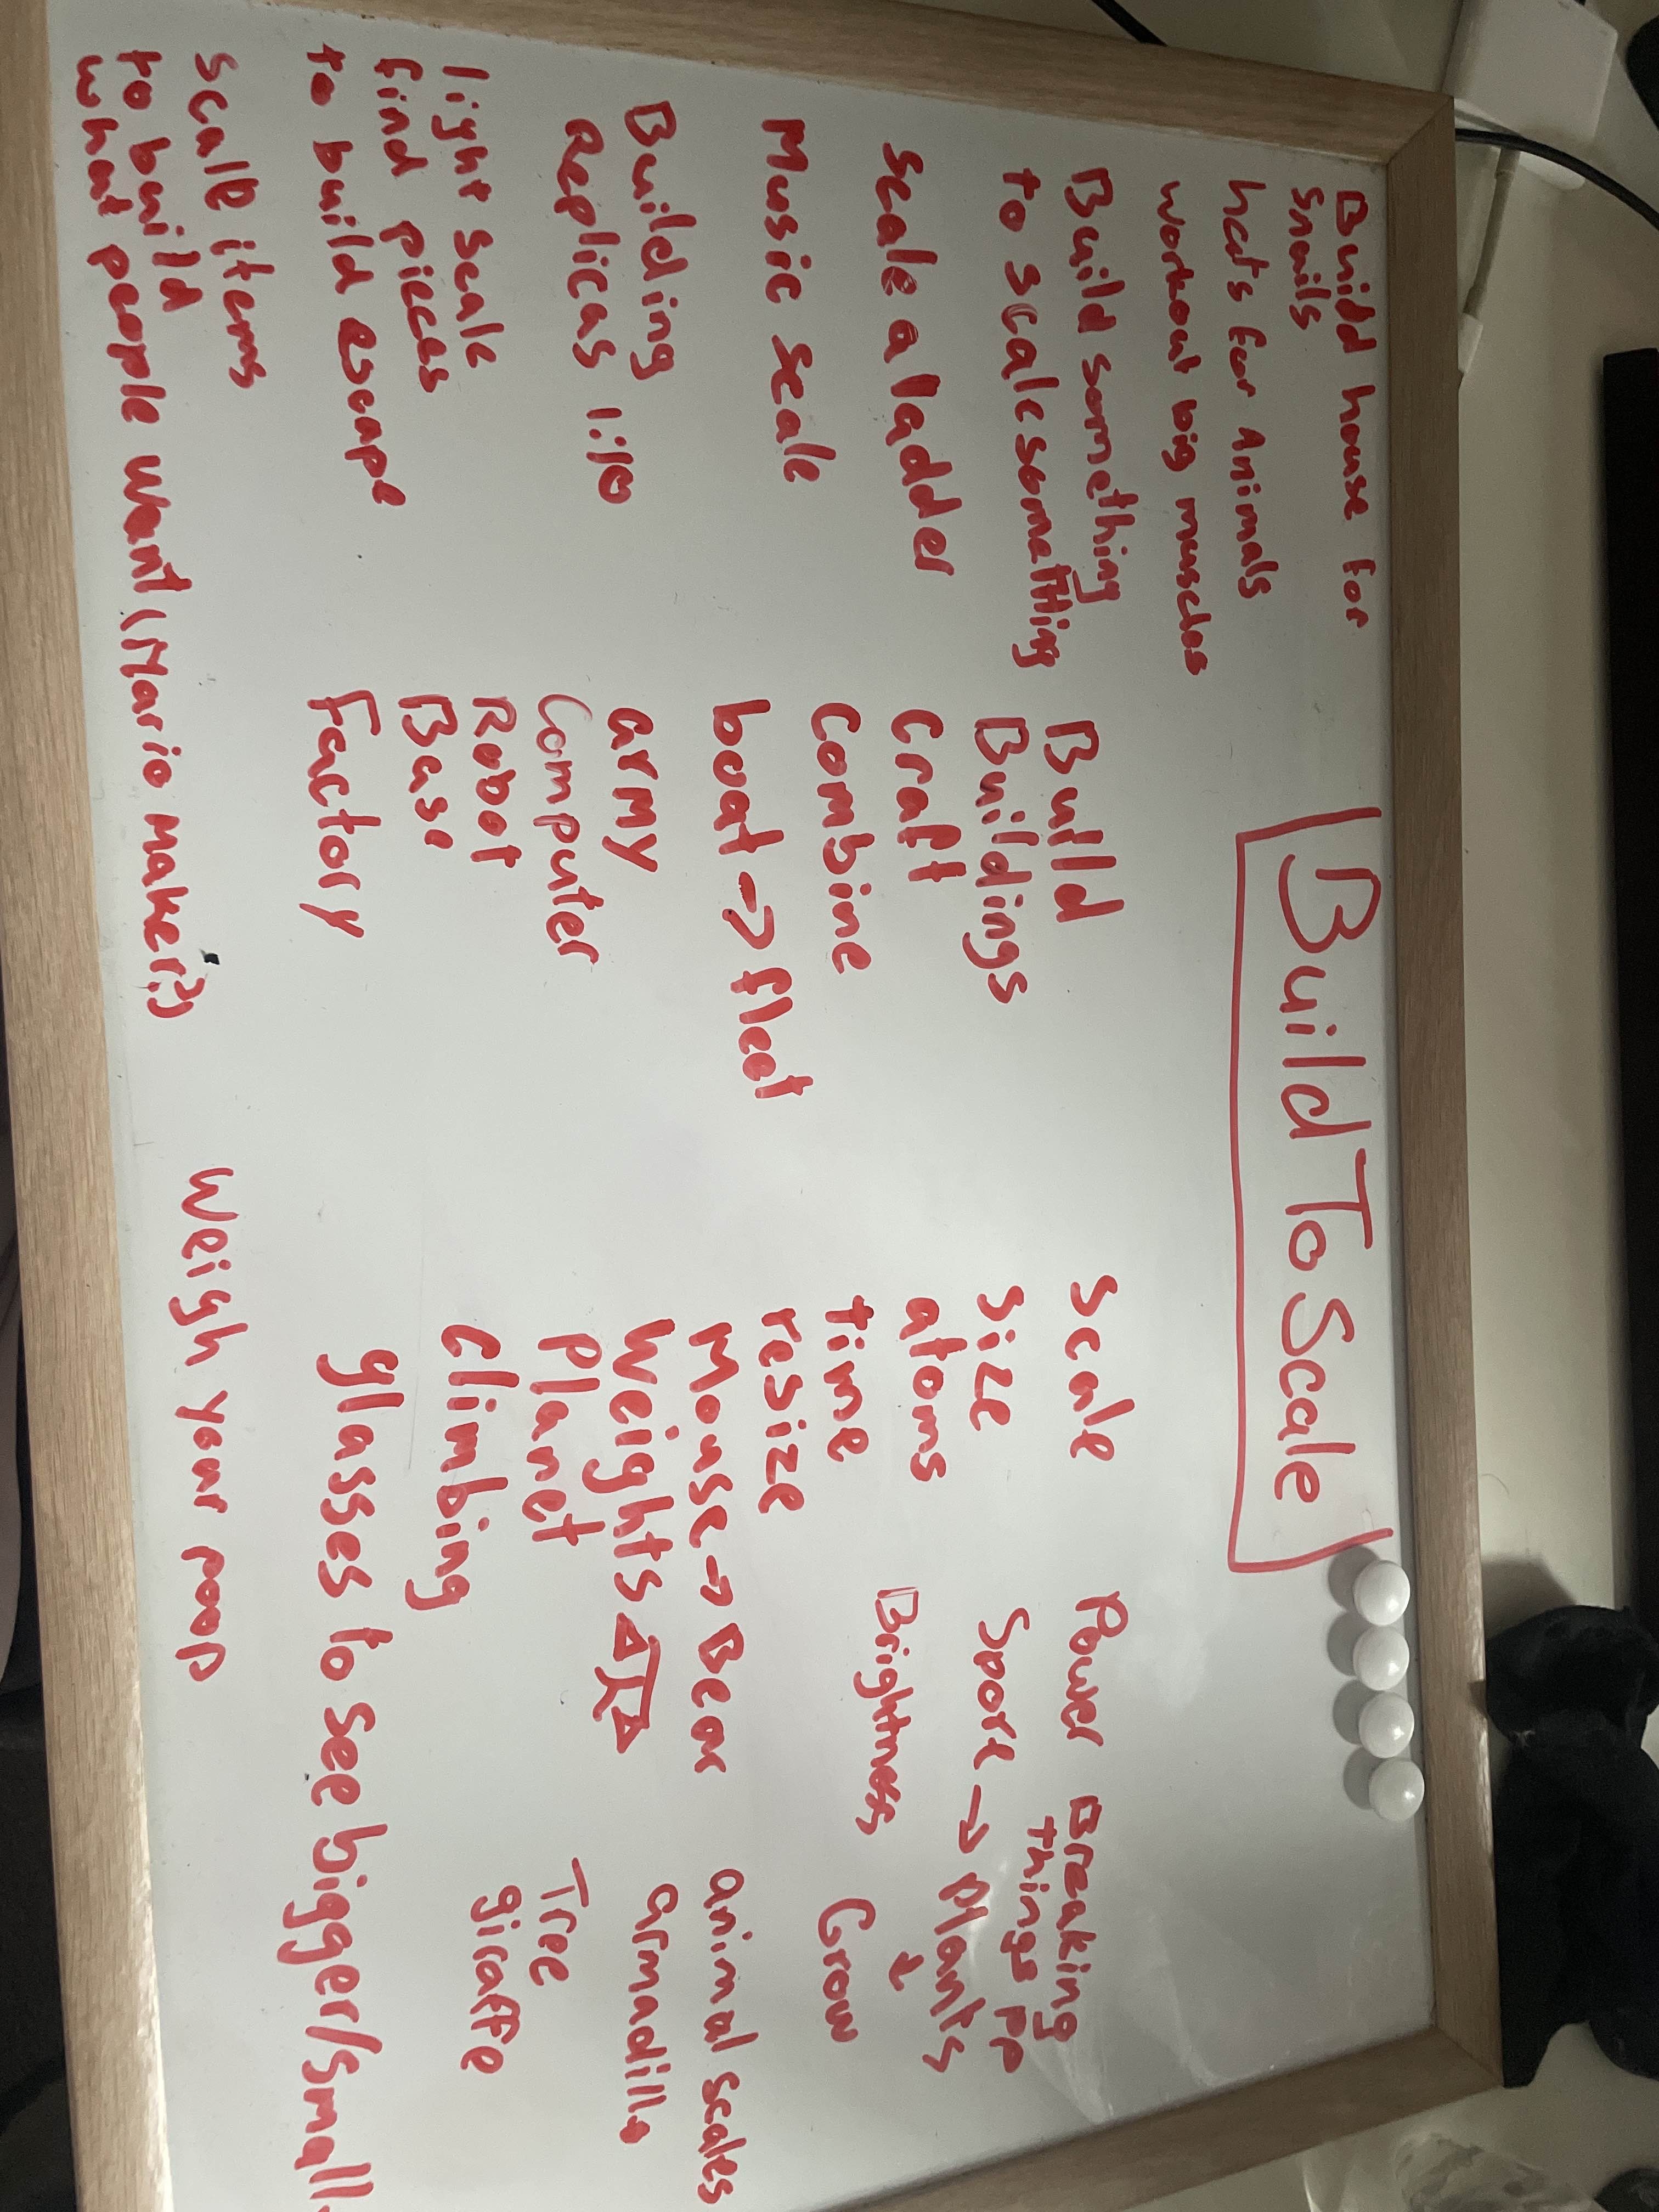 Build To Scale
Buidd house for
Snails
hats for Animals
workout big muscles
Build something
to scale something
Scale a ladder
Music Scale
Building
Replicas 1:10
light scale
find pieces
to build escape
Scale items
to build
what people want (Mario Maker?)
Build
Buildings
Craft
Combine
boat -> fleet
army
Computer
Robot
Base
Factory
Scale
Size
atoms
time
resize
Mouse -> Bear
Weights
Planet
Climbing
glasses to see bigger/small
Weigh your poop
Power
Spore -> Plants
Brightness
Breaking
things pp
Grow
animal scales
armadillo
Tree
giraffe